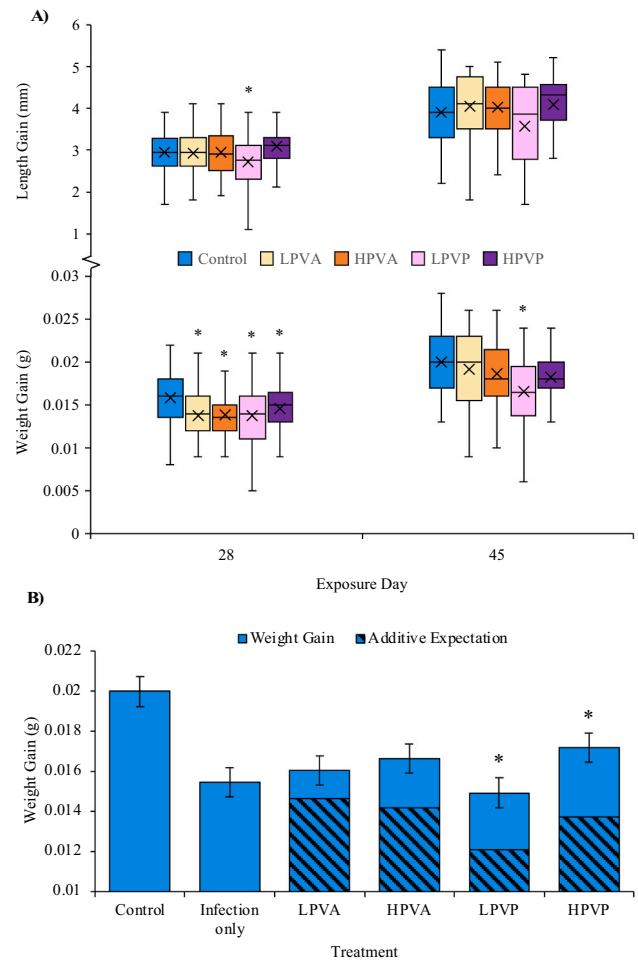 A)
Length Gain (mm)
6
5
4
3
2
1
*
Control LPVA HPVA LPVP HPVP
Weight Gain (g)
0.03
0.025
0.02
0.015
0.01
0.005
0
* * * * *
28 45
Exposure Day
B)
Weight Gain Additive Expectation
Weight Gain (g)
0.022
0.02
0.018
0.016
0.014
0.012
0.01
* *
Control Infection only LPVA HPVA LPVP HPVP
Treatment